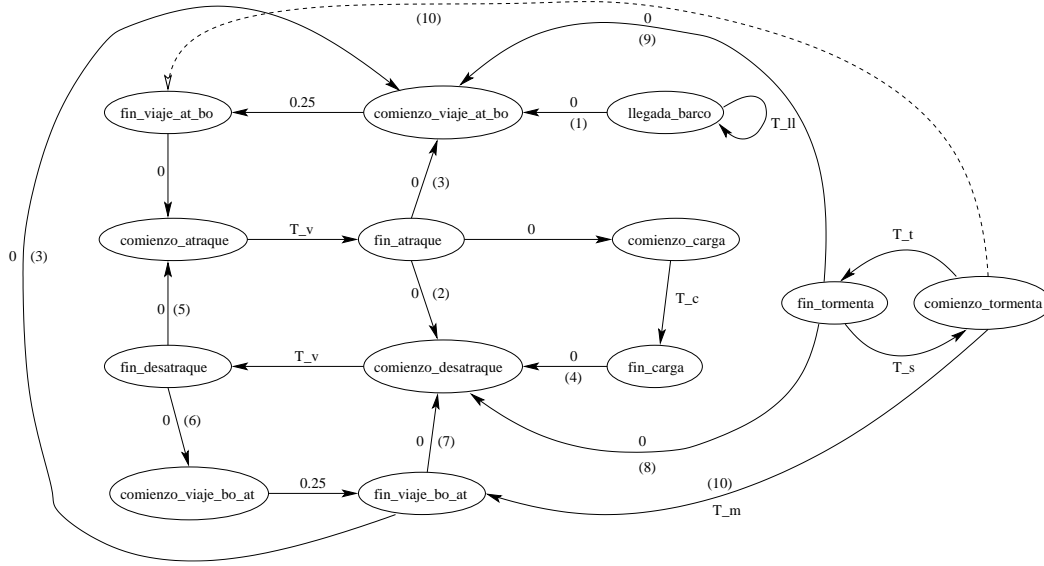 0
(10)
(9)
0.25
0
fin_viaje_at_bo
comienzo_viaje_at_bo
llegada_barco
(1)
T_ll
0
0 (3)
T_v
0
comienzo_atraque
fin_atraque
comienzo_carga
T_t
0 (3)
0 (5)
0 (2)
T_c
fin_tormenta
comienzo_tormenta
T_v
0
fin_desatraque
comienzo_desatraque
fin_carga
T_s
(4)
0 (6)
0 (7)
0
(8)
0.25
(10)
comienzo_viaje_bo_at
fin_viaje_bo_at
T_m